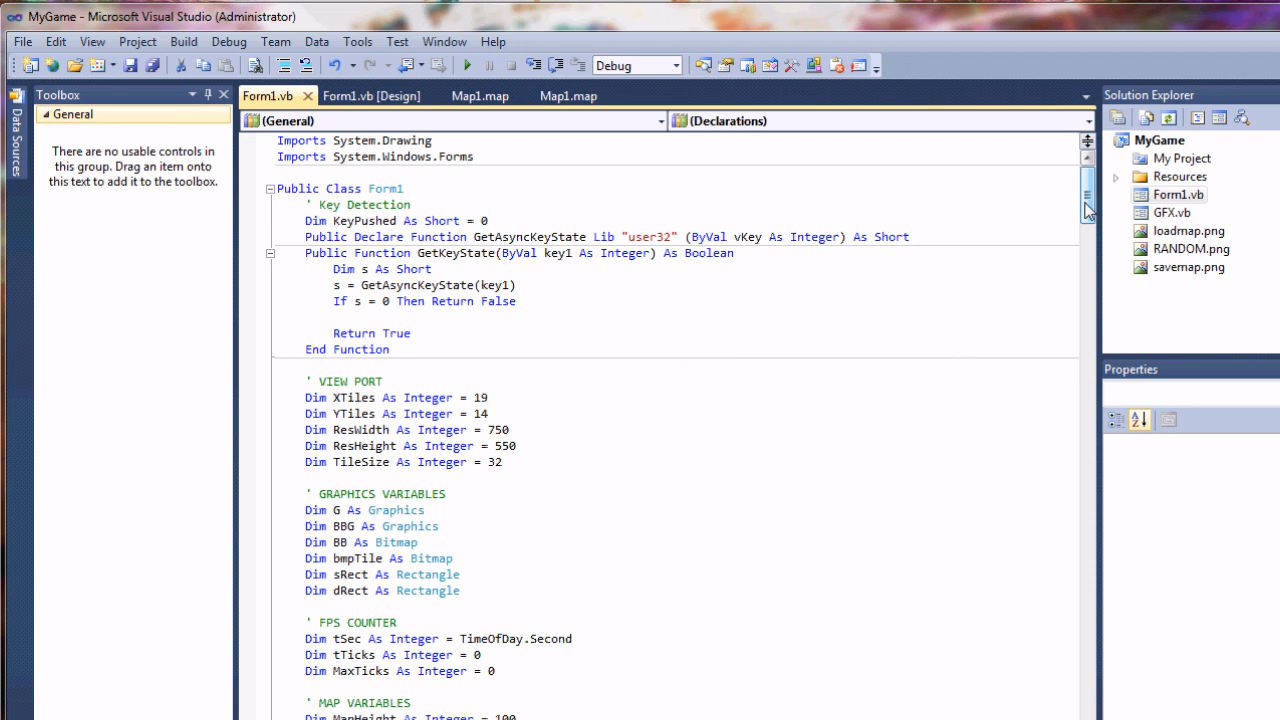 MyGame - Microsoft Visual Studio (Administrator)
File Edit View Project Build Debug Team Data Tools Test Window Help
Debug
Data Sources
Toolbox
General
There are no usable controls in
this group. Drag an item onto
this text to add it to the toolbox.
Form1.vb Form1.vb [Design] Map1.map Map1.map
(General) (Declarations)
Imports System.Drawing
Imports System.Windows.Forms
Public Class Form1
' Key Detection
Dim KeyPushed As Short = 0
Public Declare Function GetAsyncKeyState Lib "user32" (ByVal vKey As Integer) As Short
Public Function GetKeyState(ByVal key1 As Integer) As Boolean
Dim s As Short
s = GetAsyncKeyState(key1)
If s = 0 Then Return False
Return True
End Function
' VIEW PORT
Dim XTiles As Integer = 19
Dim YTiles As Integer = 14
Dim ResWidth As Integer = 750
Dim ResHeight As Integer = 550
Dim TileSize As Integer = 32
' GRAPHICS VARIABLES
Dim G As Graphics
Dim BBG As Graphics
Dim BB As Bitmap
Dim bmpTile As Bitmap
Dim sRect As Rectangle
Dim dRect As Rectangle
' FPS COUNTER
Dim tSec As Integer = TimeOfDay.Second
Dim tTicks As Integer = 0
Dim MaxTicks As Integer = 0
' MAP VARIABLES
Dim MapHeight As Integer = 100
Solution Explorer
MyGame
My Project
Resources
Form1.vb
GFX.vb
loadmap.png
RANDOM.png
savemap.png
Properties